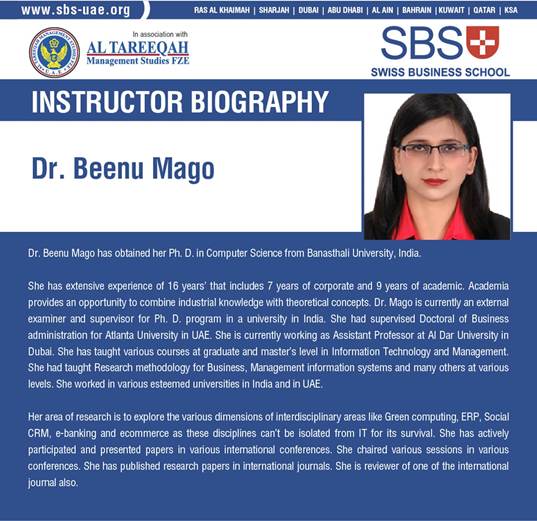 www.sbs-uae.org
RAS AL KHAIMAH | SHARJAH | DUBAI | ABU DHABI | AL AIN | BAHRAIN | KUWAIT | QATAR | KSA
In association with
AL TAREEQAH
Management Studies FZE
SBS
SWISS BUSINESS SCHOOL
INSTRUCTOR BIOGRAPHY
Dr. Beenu Mago
Dr. Beenu Mago has obtained her Ph. D. in Computer Science from Banasthali University, India.
She has extensive experience of 16 years' that includes 7 years of corporate and 9 years of academic. Academia
provides an opportunity to combine industrial knowledge with theoretical concepts. Dr. Mago is currently an external
examiner and supervisor for Ph. D. program in a university in India. She had supervised Doctoral of Business
administration for Atlanta University in UAE. She is currently working as Assistant Professor at Al Dar University in
Dubai. She has taught various courses at graduate and master's level in Information Technology and Management.
She had taught Research methodology for Business, Management information systems and many others at various
levels. She worked in various esteemed universities in India and in UAE.
Her area of research is to explore the various dimensions of interdisciplinary areas like Green computing, ERP, Social
CRM, e-banking and ecommerce as these disciplines can't be isolated from IT for its survival. She has actively
participated and presented papers in various international conferences. She chaired various sessions in various
conferences. She has published research papers in international journals. She is reviewer of one of the international
journal also.